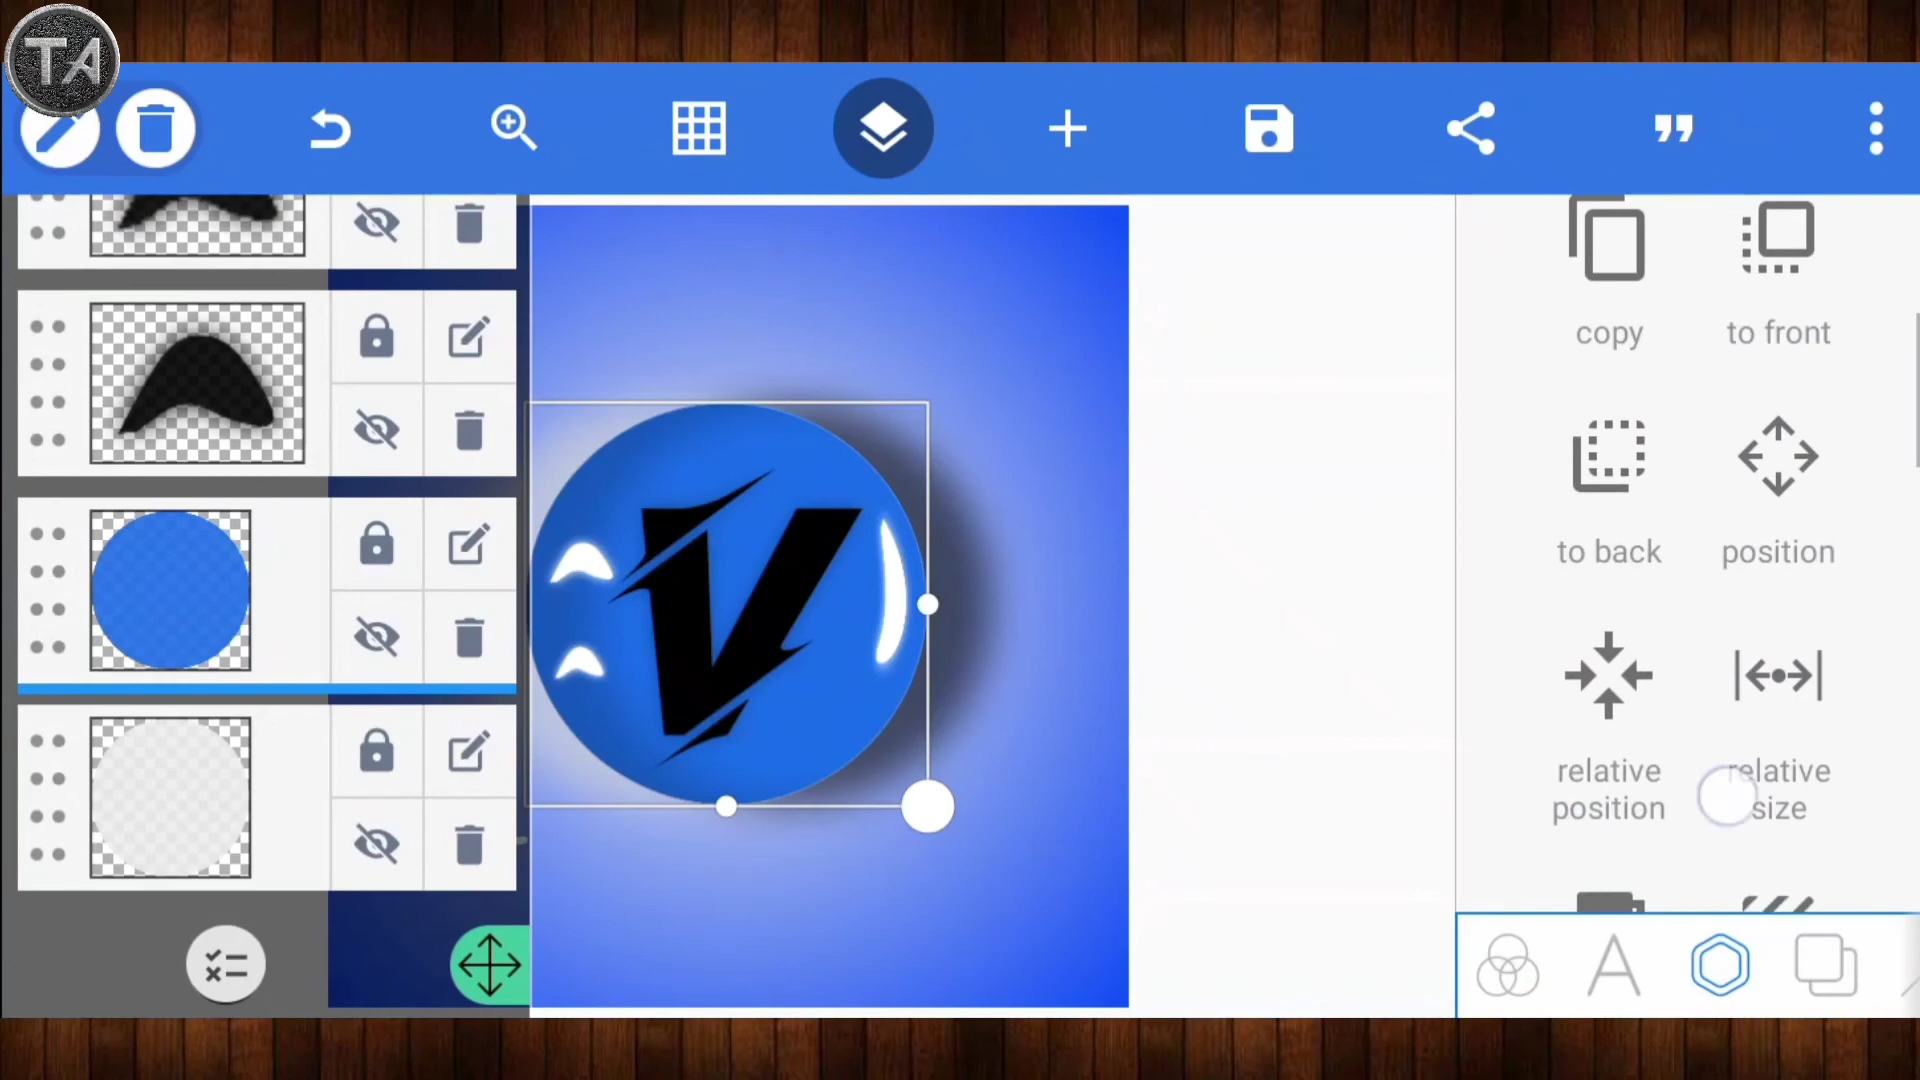 TA
copy
to front
V
to back
position
relative
position
relative
size